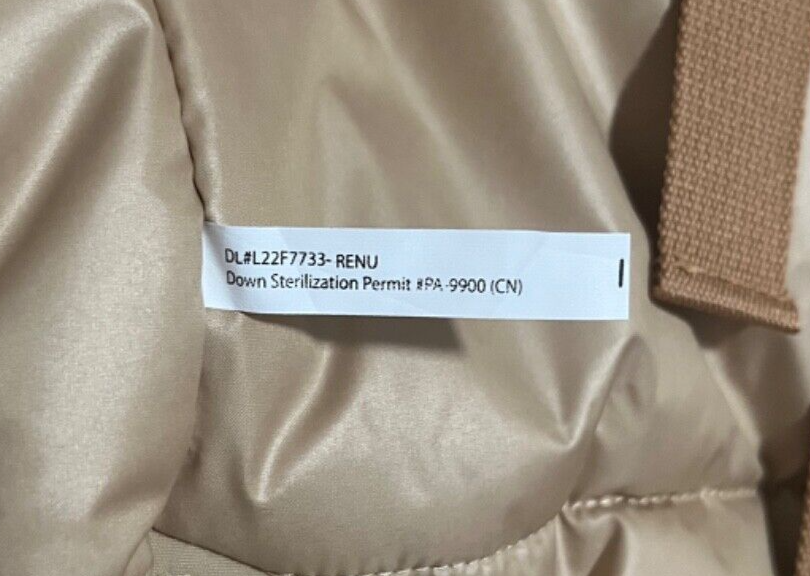 DL#L22F7733- RENU
Down Sterilization Permit #PA-9900 (CN)